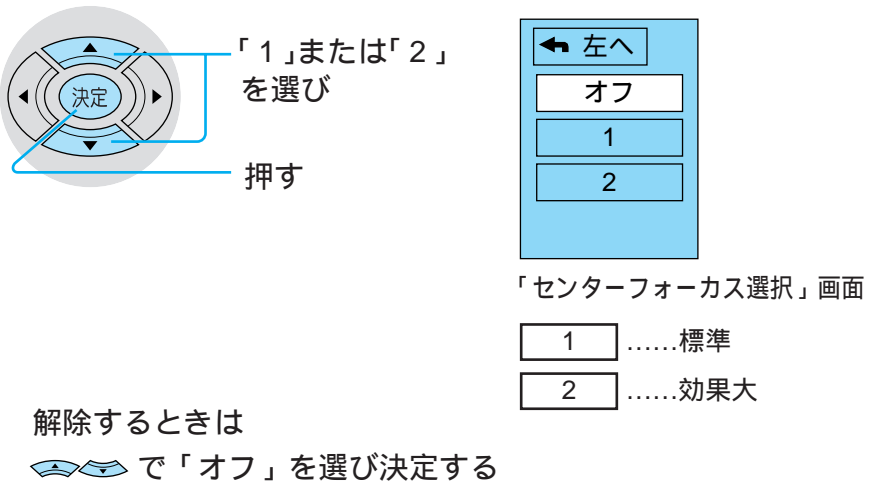 決定
「1」または「2」
を選び
押す
左へ
オフ
1
2
「センターフォーカス選択」画面
1 ......標準
2 ......効果大
解除するときは
で「オフ」を選び決定する